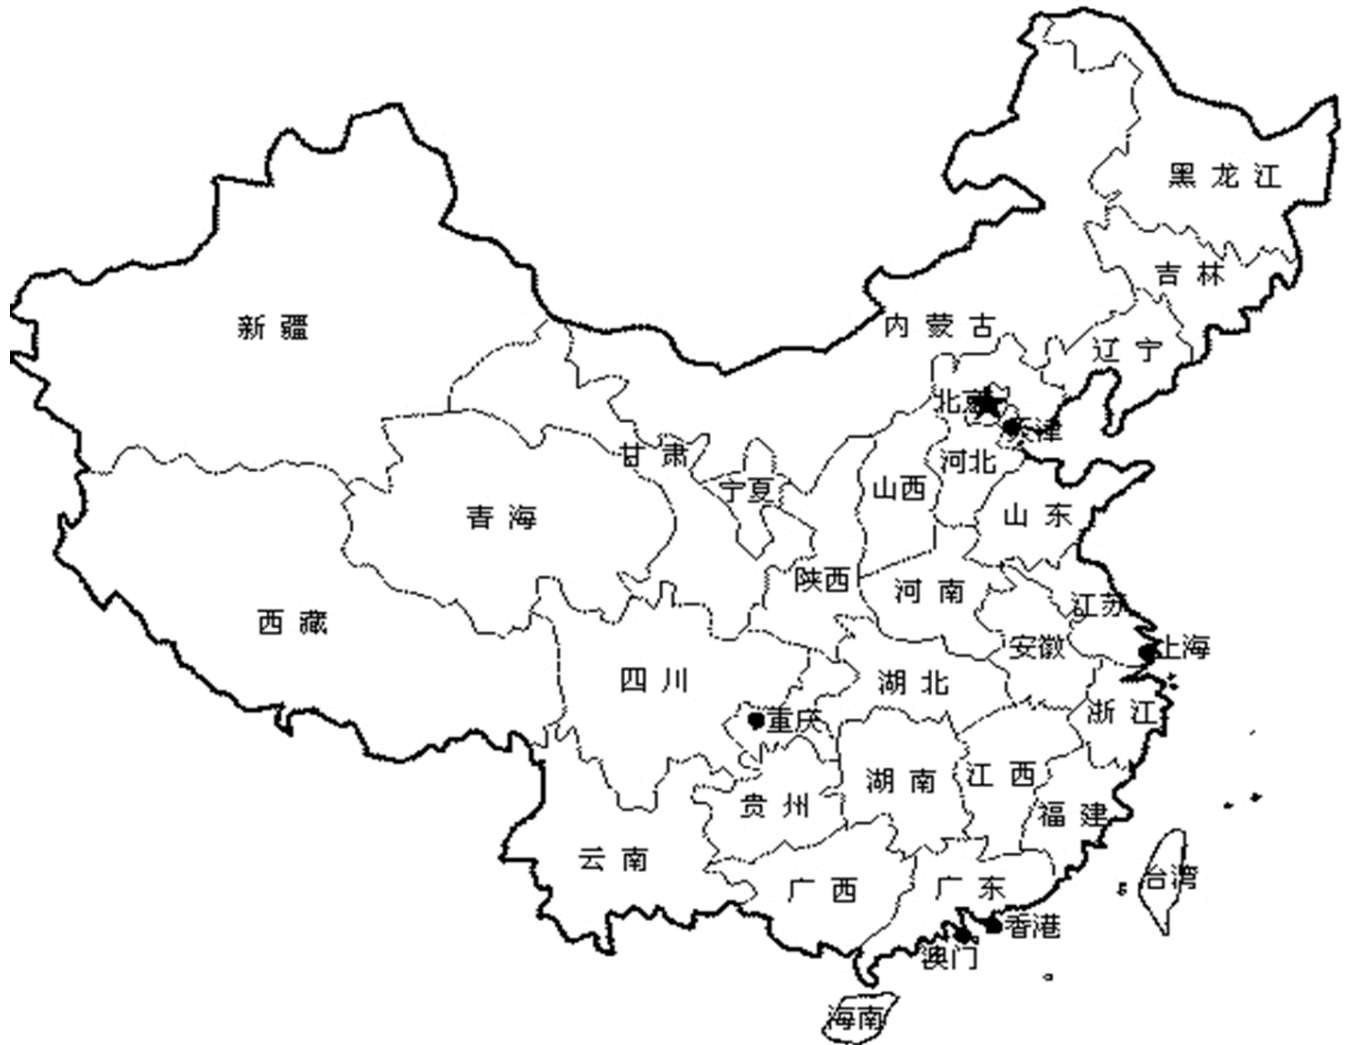 黑龙江
吉林
内蒙古
新疆
辽宁
北京
天津
甘肃
河北
宁夏
山西
青海
山东
陕西
河南
江苏
西藏
安徽
上海
四川
湖北
重庆
浙江
湖南
江西
贵州
福建
云南
台湾
广西
广东
香港
澳门
海南